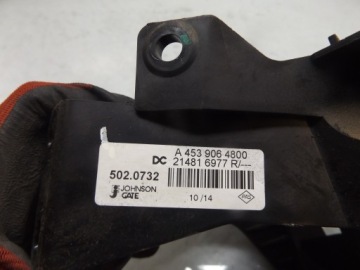 A 453 906 4800
DC 21481 6977 R/---
502.0732
JOHNSON
GATE
10 /14